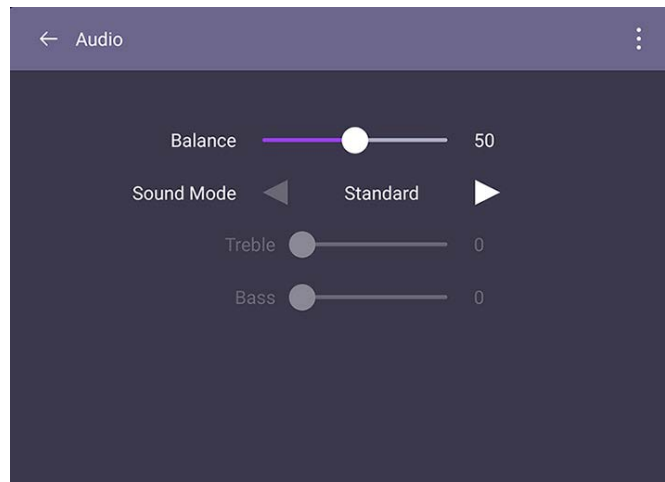 Audio
Balance 50
Sound Mode Standard
Treble 0
Bass 0